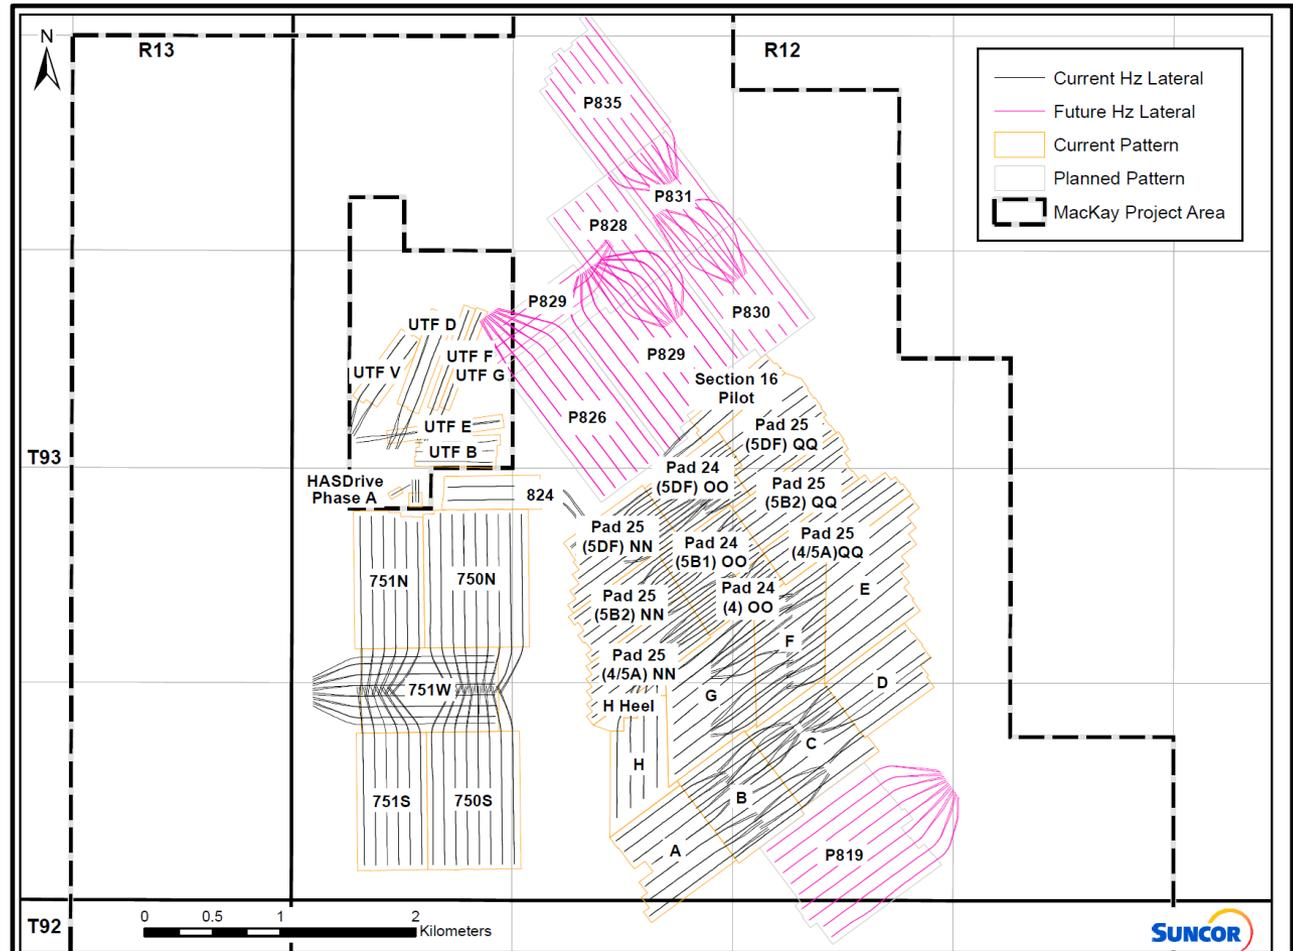 N
R13
R12
Current Hz Lateral
Future Hz Lateral
Current Pattern
Planned Pattern
MacKay Project Area
P835
P831
P828
P829
P830
UTF D
UTF F
UTF V
UTF G
P829
Section 16
Pilot
P826
UTF E
Pad 25
(5DF) QQ
UTF B
T93
Pad 24
(5DF) OO
HASDrive
Phase A
824
Pad 25
(5B2) QQ
Pad 25
(5DF) NN
Pad 24
(5B1) OO
Pad 25
(4/5A)QQ
751N
750N
Pad 25
(5B2) NN
Pad 24
(4) OO
E
F
Pad 25
(4/5A) NN
751W
G
D
H Heel
C
H
751S
750S
B
A
P819
T92
0
0.5
1
2
Kilometers
SUNCOR